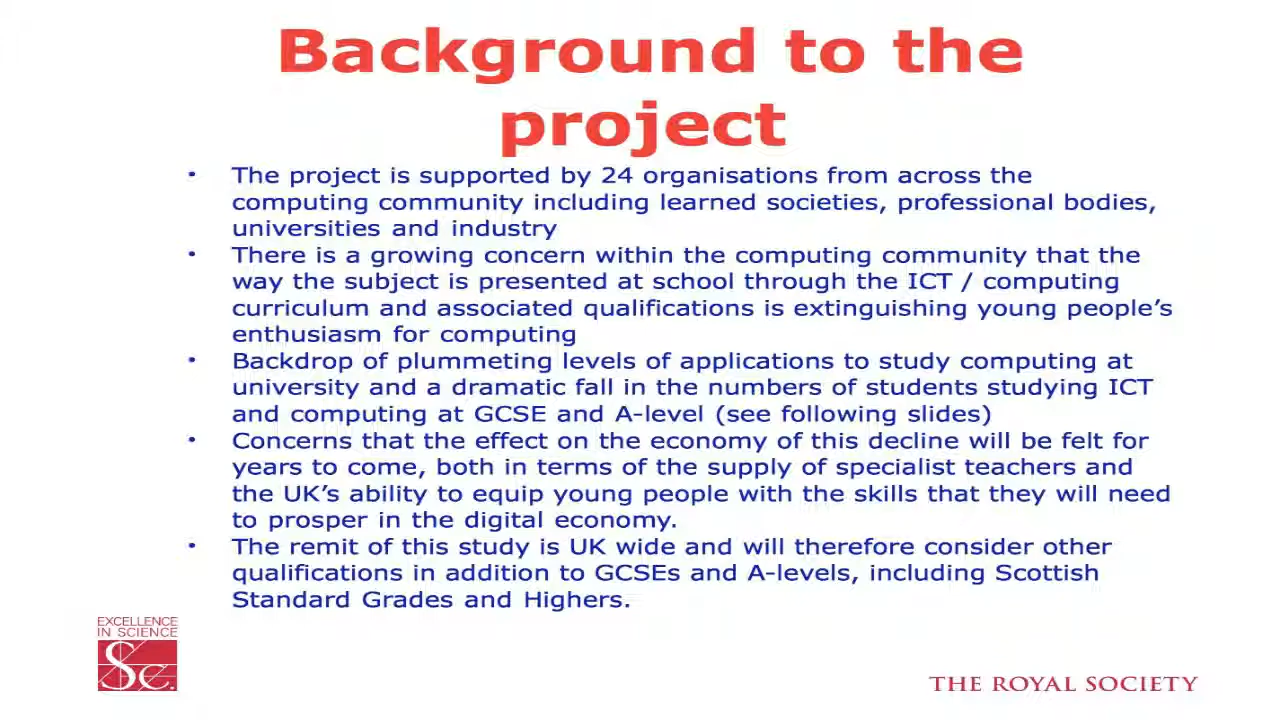 Background to the
project
• The project is supported by 24 organisations from across the
computing community including learned societies, professional bodies,
universities and industry
• There is a growing concern within the computing community that the
way the subject is presented at school through the ICT / computing
curriculum and associated qualifications is extinguishing young people’s
enthusiasm for computing
• Backdrop of plummeting levels of applications to study computing at
university and a dramatic fall in the numbers of students studying ICT
and computing at GCSE and A-level (see following slides)
• Concerns that the effect on the economy of this decline will be felt for
years to come, both in terms of the supply of specialist teachers and
the UK’s ability to equip young people with the skills that they will need
to prosper in the digital economy.
• The remit of this study is UK wide and will therefore consider other
qualifications in addition to GCSEs and A-levels, including Scottish
Standard Grades and Highers.
EXCELLENCE
IN SCIENCE
Sc.
THE ROYAL SOCIETY